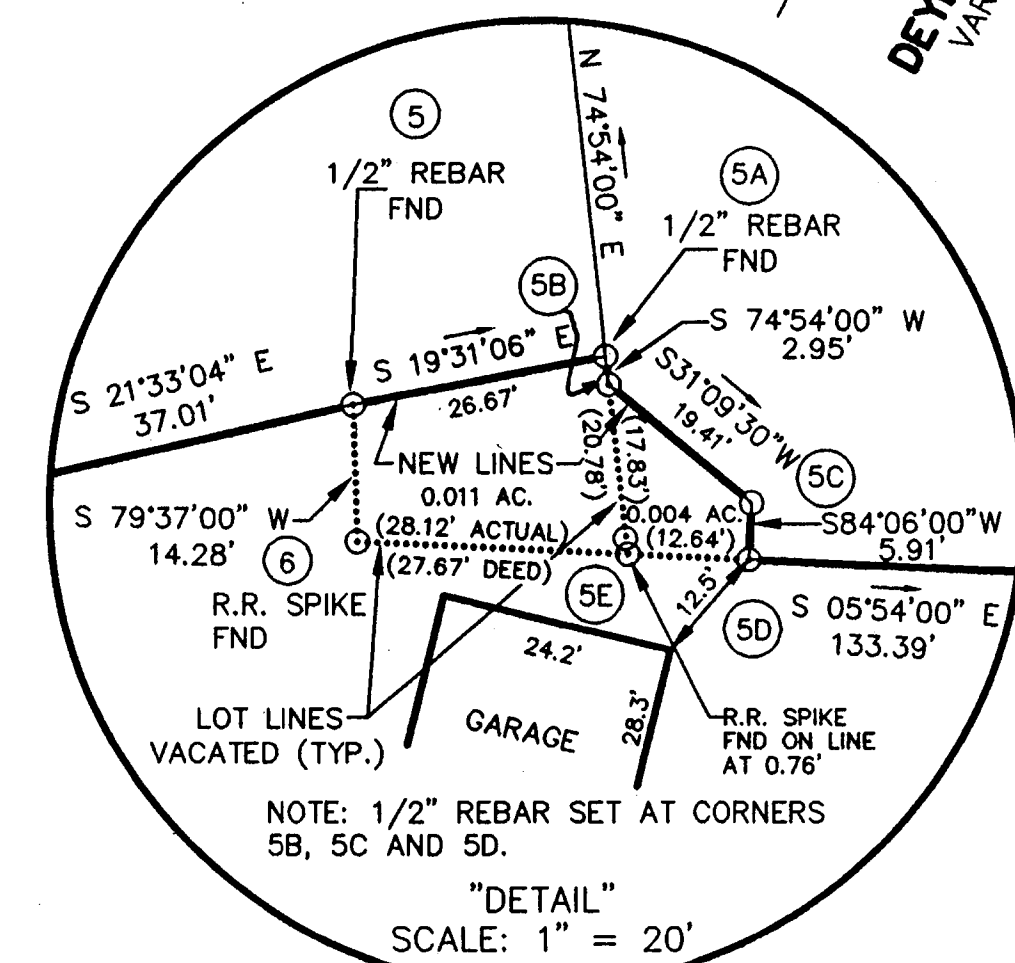 DEY
VAR
N 74°54'00" E
5
1/2" REBAR
FND
5A
1/2" REBAR
FND
5B
S 74°54'00" W
2.95'
S 19°31'06" E
26.67'
S 21°33'04" E
37.01'
S31°09'30"W
19.41'
NEW LINES
(20.78')
(17.83')
5C
0.011 AC.
0.004 AC.
S 79°37'00" W
14.28'
(28.12' ACTUAL)
(12.64')
S84°06'00"W
5.91'
6
(27.67' DEED)
5E
12.5'
5D
S 05°54'00" E
133.39'
R.R. SPIKE
FND
24.2'
28.3'
GARAGE
LOT LINES
VACATED (TYP.)
R.R. SPIKE
FND ON LINE
AT 0.76'
NOTE: 1/2" REBAR SET AT CORNERS
5B, 5C AND 5D.
"DETAIL"
SCALE: 1" = 20'